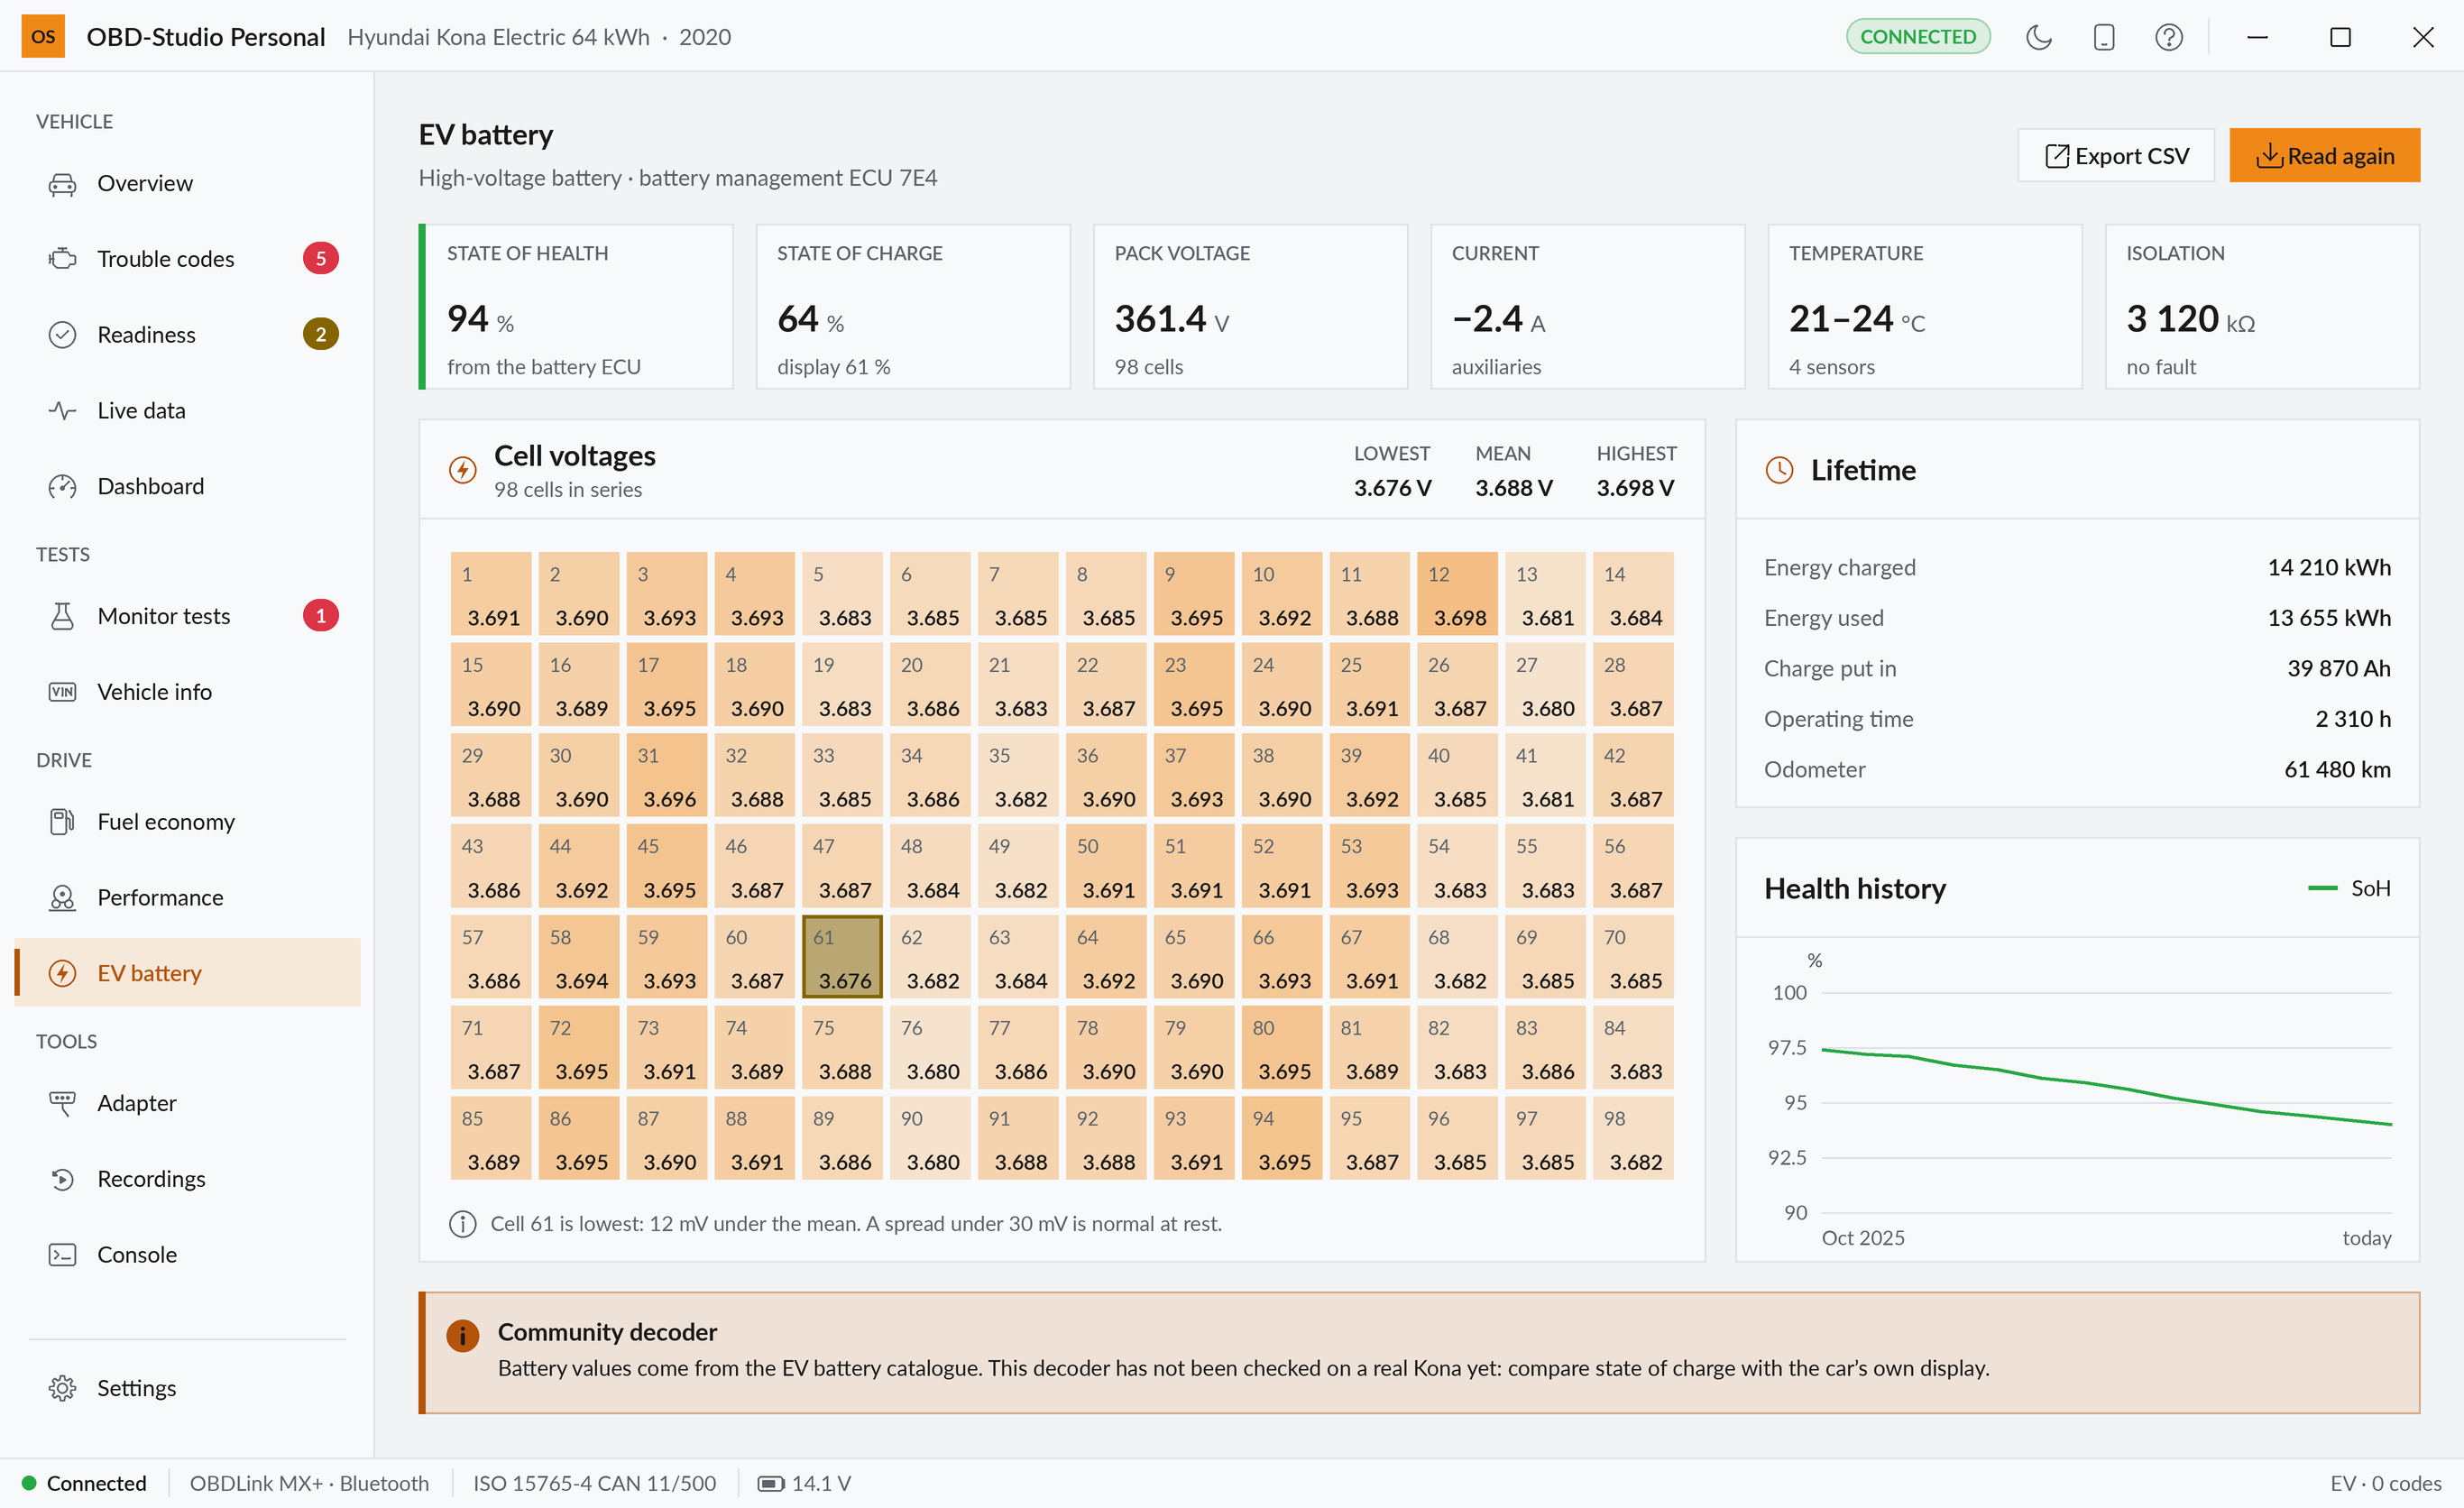 OS OBD-Studio Personal Hyundai Kona Electric 64 kWh · 2020 CONNECTED
VEHICLE
Overview
Trouble codes 5
Readiness 2
Live data
Dashboard
TESTS
Monitor tests 1
VIN Vehicle info
DRIVE
Fuel economy
Performance
EV battery
TOOLS
Adapter
Recordings
Console
Settings
EV battery
High-voltage battery · battery management ECU 7E4
Export CSV
Read again
STATE OF HEALTH
94 %
from the battery ECU
STATE OF CHARGE
64 %
display 61 %
PACK VOLTAGE
361.4 V
98 cells
CURRENT
−2.4 A
auxiliaries
TEMPERATURE
21–24 °C
4 sensors
ISOLATION
3 120 kΩ
no fault
Cell voltages
98 cells in series
LOWEST MEAN HIGHEST
3.676 V 3.688 V 3.698 V
1 2 3 4 5 6 7 8 9 10 11 12 13 14
3.691 3.690 3.693 3.693 3.683 3.685 3.685 3.685 3.695 3.692 3.688 3.698 3.681 3.684
15 16 17 18 19 20 21 22 23 24 25 26 27 28
3.690 3.689 3.695 3.690 3.683 3.686 3.683 3.687 3.695 3.690 3.691 3.687 3.680 3.687
29 30 31 32 33 34 35 36 37 38 39 40 41 42
3.688 3.690 3.696 3.688 3.685 3.686 3.682 3.690 3.693 3.690 3.692 3.685 3.681 3.687
43 44 45 46 47 48 49 50 51 52 53 54 55 56
3.686 3.692 3.695 3.687 3.687 3.684 3.682 3.691 3.691 3.691 3.693 3.683 3.683 3.687
57 58 59 60 61 62 63 64 65 66 67 68 69 70
3.686 3.694 3.693 3.687 3.676 3.682 3.684 3.692 3.690 3.693 3.691 3.682 3.685 3.685
71 72 73 74 75 76 77 78 79 80 81 82 83 84
3.687 3.695 3.691 3.689 3.688 3.680 3.686 3.690 3.690 3.695 3.689 3.683 3.686 3.683
85 86 87 88 89 90 91 92 93 94 95 96 97 98
3.689 3.695 3.690 3.691 3.686 3.680 3.688 3.688 3.691 3.695 3.687 3.685 3.685 3.682
Cell 61 is lowest: 12 mV under the mean. A spread under 30 mV is normal at rest.
Lifetime
Energy charged 14 210 kWh
Energy used 13 655 kWh
Charge put in 39 870 Ah
Operating time 2 310 h
Odometer 61 480 km
Health history SoH
%
100
97.5
95
92.5
90
Oct 2025 today
Community decoder
Battery values come from the EV battery catalogue. This decoder has not been checked on a real Kona yet: compare state of charge with the car’s own display.
Connected OBDLink MX+ · Bluetooth ISO 15765-4 CAN 11/500 14.1 V EV · 0 codes